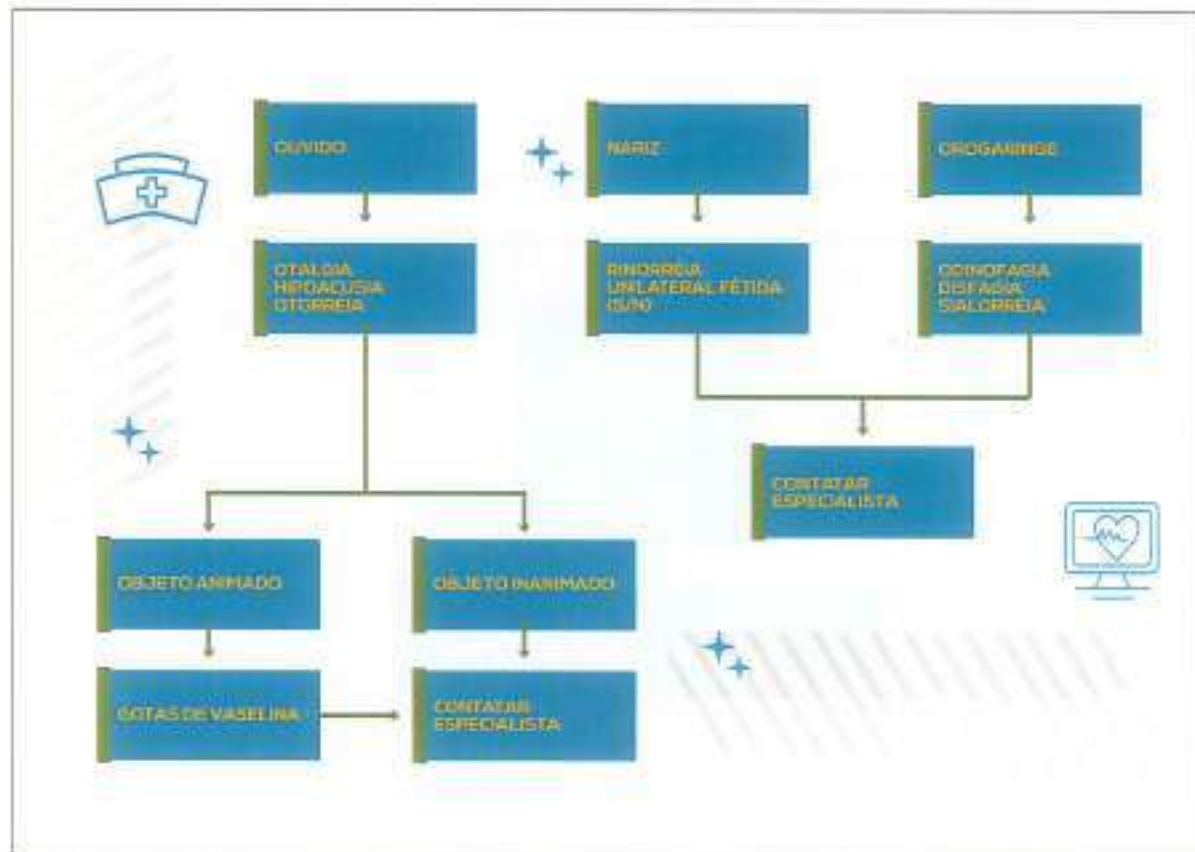 OUVIDO
NARIZ
OROGARINGE
OTALGIA
HIPOACUSIA
OTORREIA
RINORREIA
UNILATERAL FÉTIDA
(S/N)
ODINOFAGIA
DISFAGIA
SIALORREIA
CONTATAR
ESPECIALISTA
OBJETO ANIMADO
OBJETO INANIMADO
GOTAS DE VASELINA
CONTATAR
ESPECIALISTA